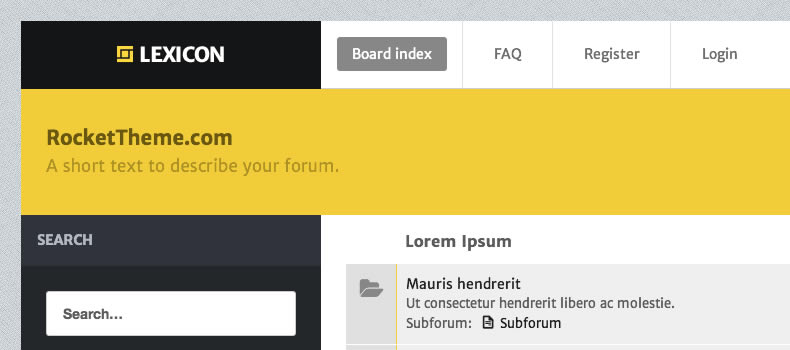 LEXICON
Board index
FAQ
Register
Login
RocketTheme.com
A short text to describe your forum.
SEARCH
Search...
Lorem Ipsum
Mauris hendrerit
Ut consectetur hendrerit libero ac molestie.
Subforum: Subforum